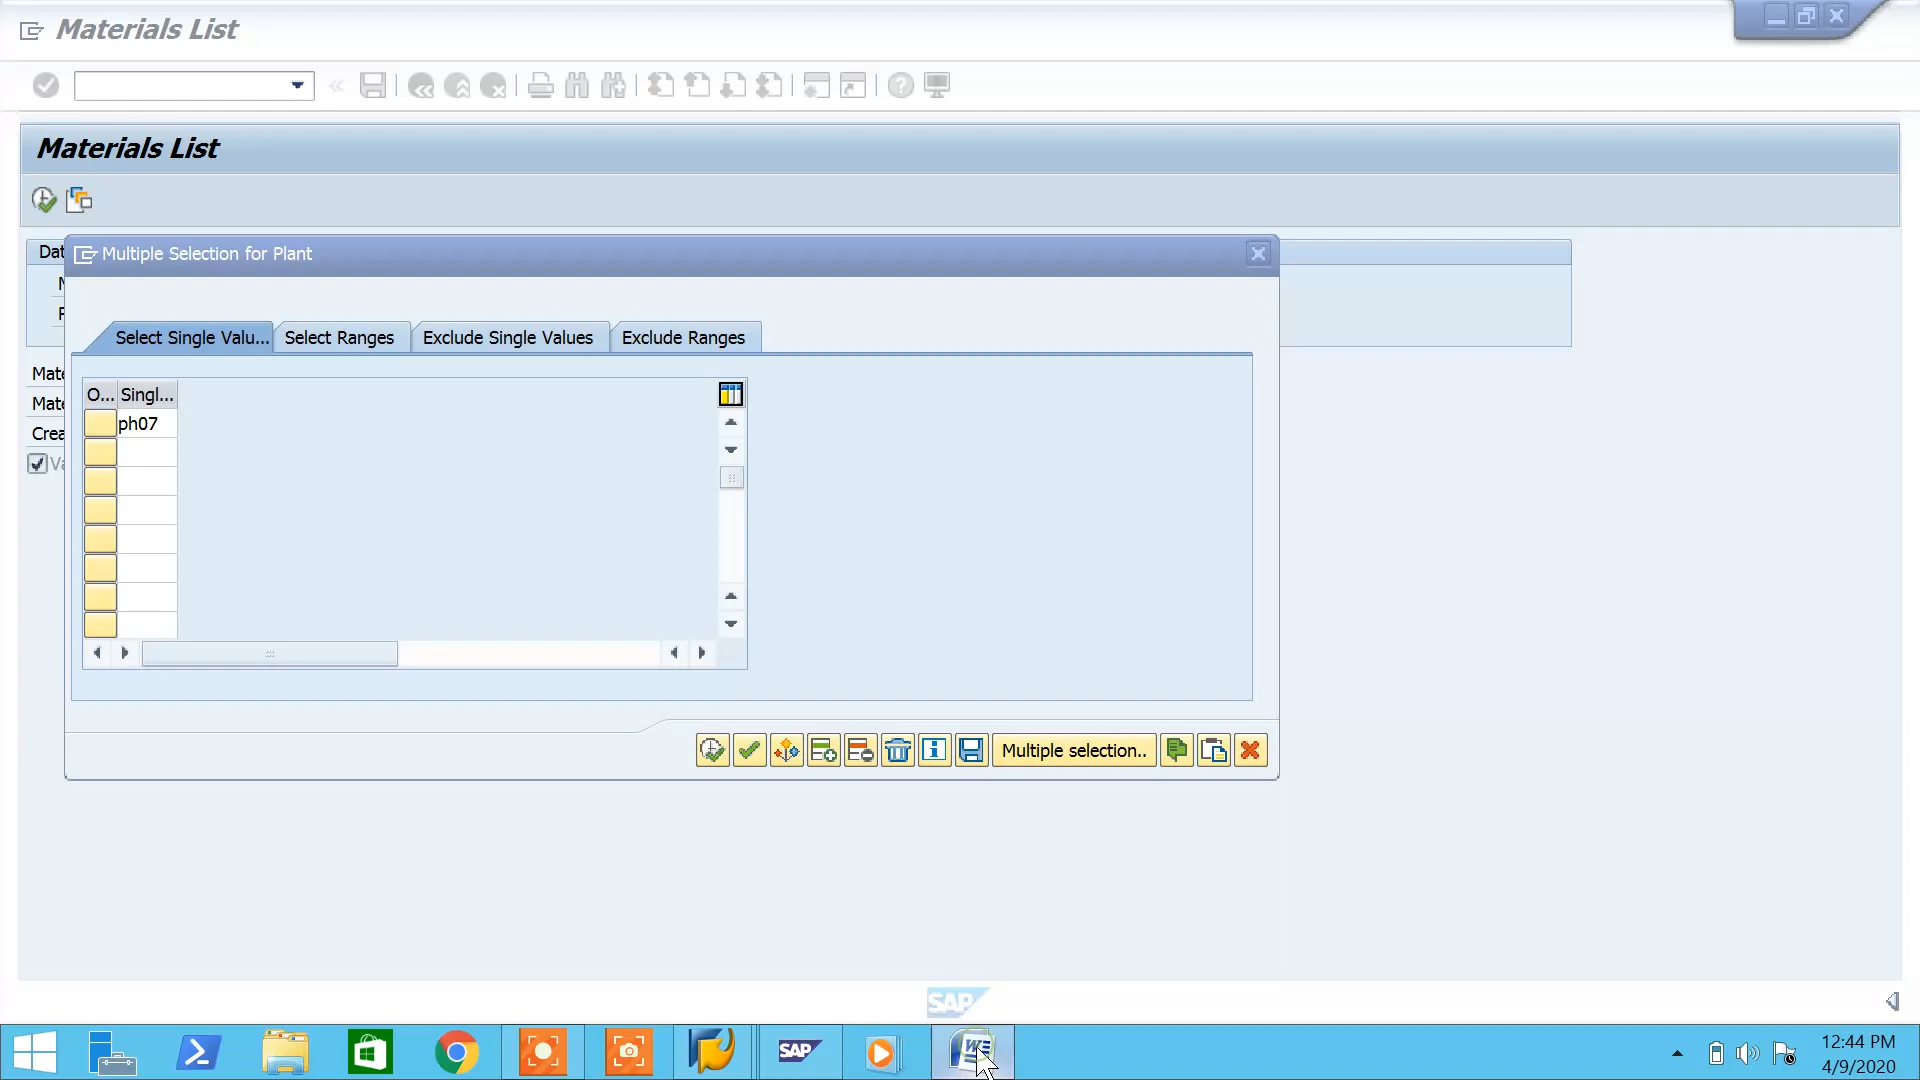 Materials List
Materials List
Dat
Multiple Selection for Plant
Select Single Valu...
Select Ranges
Exclude Single Values
Exclude Ranges
O...
Singl...
ph07
Mate
Mate
Crea
Multiple selection..
SAP
SAP
12:44 PM
4/9/2020